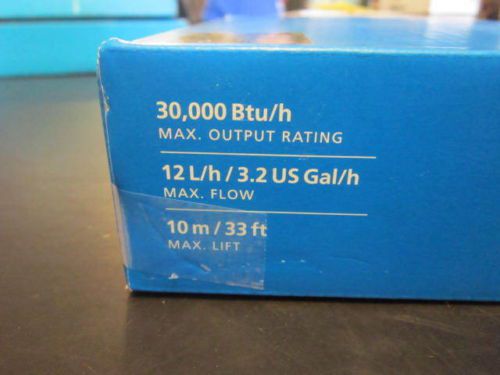 30,000 Btu/h
MAX. OUTPUT RATING
12 L/h / 3.2 US Gal/h
MAX. FLOW
10 m / 33 ft
MAX. LIFT